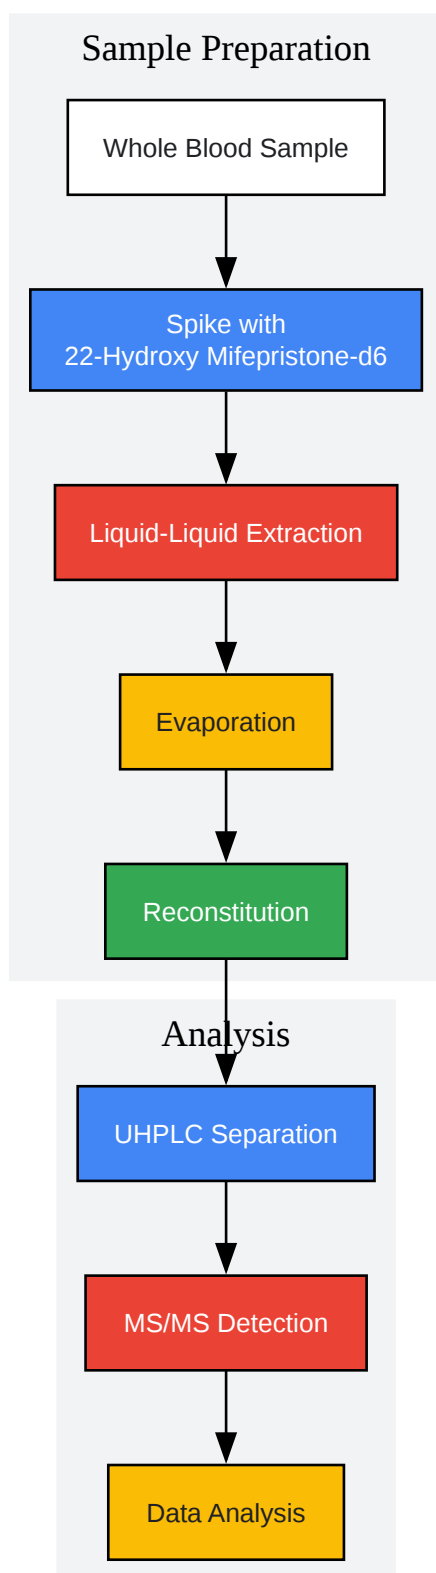 Sample Preparation
Whole Blood Sample
Spike with
22-Hydroxy Mifepristone-d6
Liquid-Liquid Extraction
Evaporation
Reconstitution
Analysis
UHPLC Separation
MS/MS Detection
Data Analysis